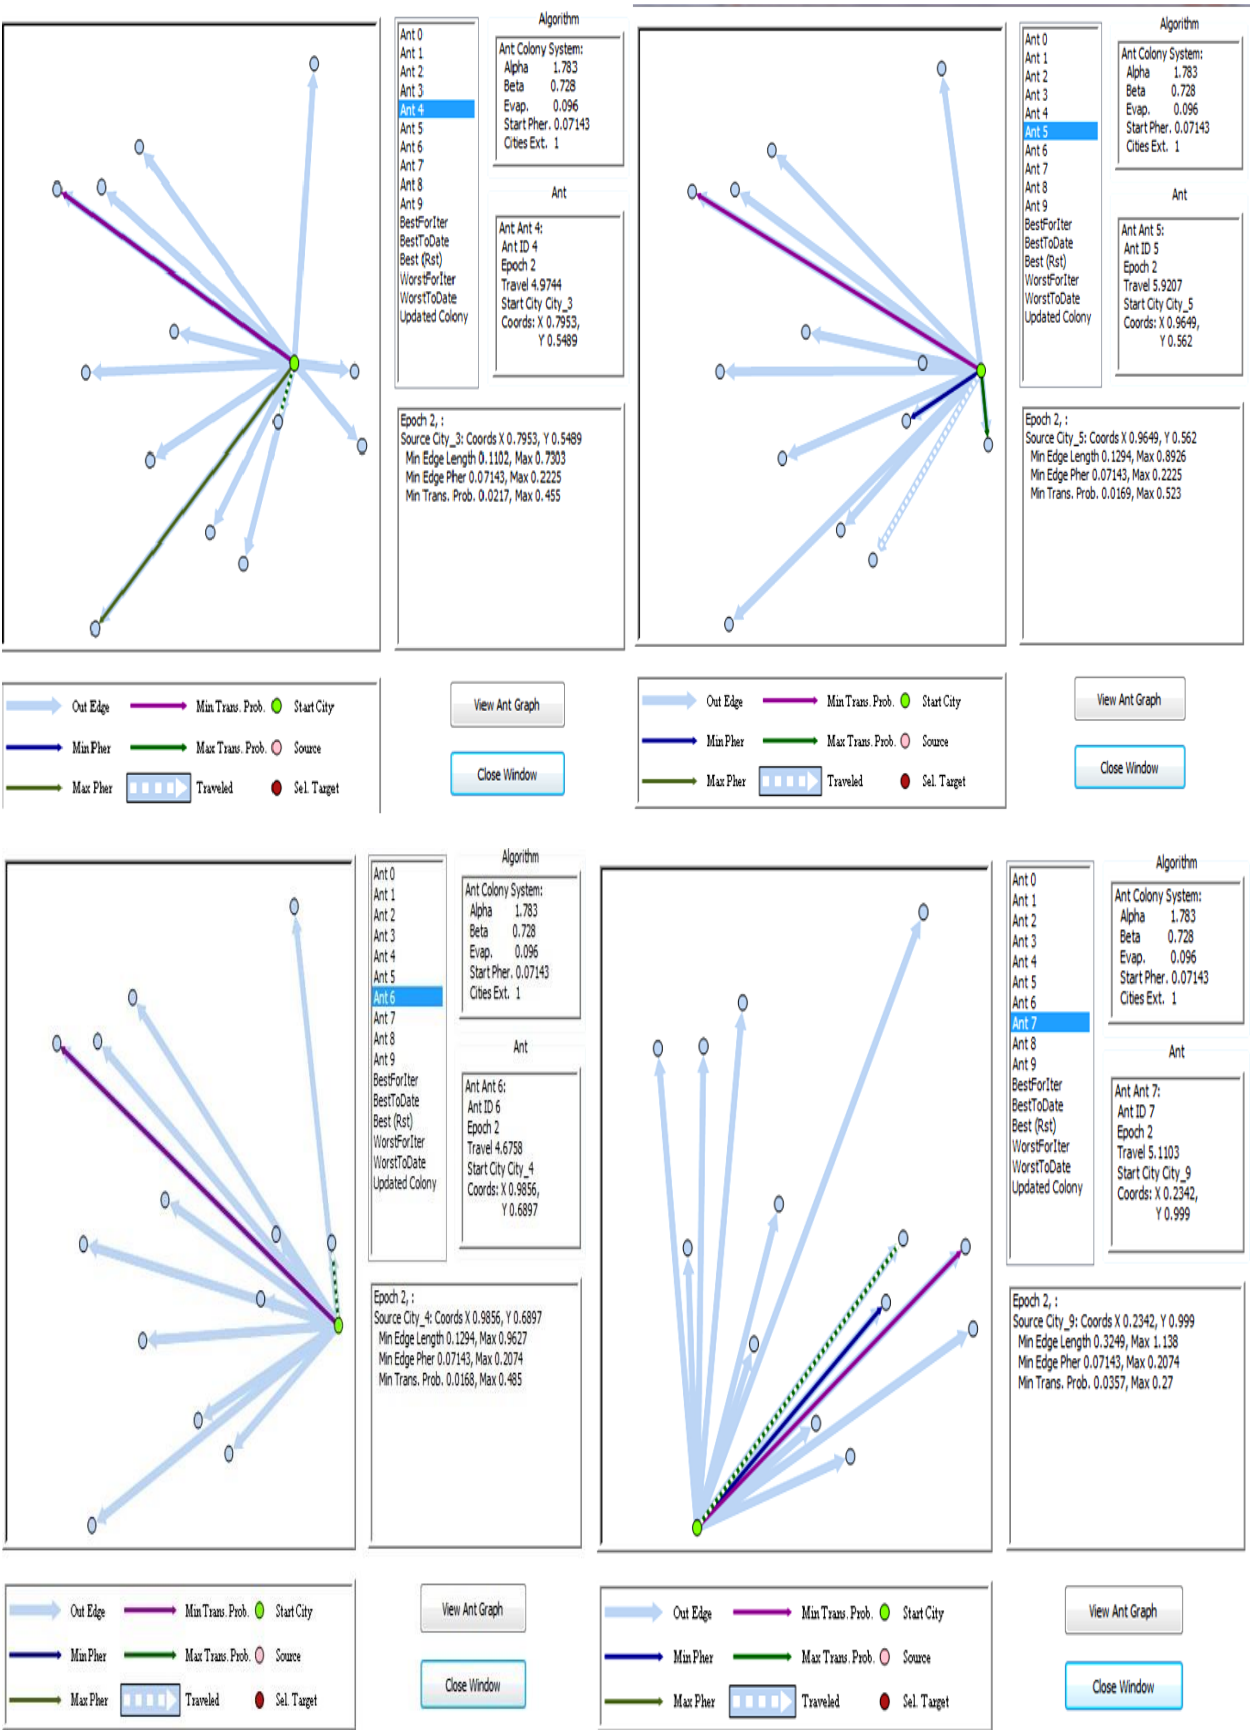 Algorithm
Ant 0
Ant 1
Ant 2
Ant 3
Ant 4
Ant 5
Ant 6
Ant 7
Ant 8
Ant 9
BestForIter
BestToDate
Best (Rst)
WorstForIter
WorstToDate
Updated Colony
Ant Colony System:
Alpha 1.783
Beta 0.728
Evap. 0.096
Start Pher. 0.07143
Cities Ext. 1
Ant
Ant Ant 4:
Ant ID 4
Epoch 2
Travel 4.9744
Start City City_3
Coords: X 0.7953,
Y 0.5489
Epoch 2, :
Source City_3: Coords X 0.7953, Y 0.5489
Min Edge Length 0.1102, Max 0.7303
Min Edge Pher 0.07143, Max 0.2225
Min Trans. Prob. 0.0217, Max 0.455
Out Edge Min Trans. Prob. Start City
Min Pher Max Trans. Prob. Source
Max Pher Traveled Sel. Target
View Ant Graph
Close Window
Algorithm
Ant 0
Ant 1
Ant 2
Ant 3
Ant 4
Ant 5
Ant 6
Ant 7
Ant 8
Ant 9
BestForIter
BestToDate
Best (Rst)
WorstForIter
WorstToDate
Updated Colony
Ant Colony System:
Alpha 1.783
Beta 0.728
Evap. 0.096
Start Pher. 0.07143
Cities Ext. 1
Ant
Ant Ant 5:
Ant ID 5
Epoch 2
Travel 5.9207
Start City City_5
Coords: X 0.9649,
Y 0.562
Epoch 2, :
Source City_5: Coords X 0.9649, Y 0.562
Min Edge Length 0.1294, Max 0.8926
Min Edge Pher 0.07143, Max 0.2225
Min Trans. Prob. 0.0169, Max 0.523
Out Edge Min Trans. Prob. Start City
Min Pher Max Trans. Prob. Source
Max Pher Traveled Sel. Target
View Ant Graph
Close Window
Algorithm
Ant 0
Ant 1
Ant 2
Ant 3
Ant 4
Ant 5
Ant 6
Ant 7
Ant 8
Ant 9
BestForIter
BestToDate
Best (Rst)
WorstForIter
WorstToDate
Updated Colony
Ant Colony System:
Alpha 1.783
Beta 0.728
Evap. 0.096
Start Pher. 0.07143
Cities Ext. 1
Ant
Ant Ant 6:
Ant ID 6
Epoch 2
Travel 4.6758
Start City City_4
Coords: X 0.9856,
Y 0.6897
Epoch 2, :
Source City_4: Coords X 0.9856, Y 0.6897
Min Edge Length 0.1294, Max 0.9627
Min Edge Pher 0.07143, Max 0.2074
Min Trans. Prob. 0.0168, Max 0.485
Out Edge Min Trans. Prob. Start City
Min Pher Max Trans. Prob. Source
Max Pher Traveled Sel. Target
View Ant Graph
Close Window
Algorithm
Ant 0
Ant 1
Ant 2
Ant 3
Ant 4
Ant 5
Ant 6
Ant 7
Ant 8
Ant 9
BestForIter
BestToDate
Best (Rst)
WorstForIter
WorstToDate
Updated Colony
Ant Colony System:
Alpha 1.783
Beta 0.728
Evap. 0.096
Start Pher. 0.07143
Cities Ext. 1
Ant
Ant Ant 7:
Ant ID 7
Epoch 2
Travel 5.1103
Start City City_9
Coords: X 0.2342,
Y 0.999
Epoch 2, :
Source City_9: Coords X 0.2342, Y 0.999
Min Edge Length 0.3249, Max 1.138
Min Edge Pher 0.07143, Max 0.2074
Min Trans. Prob. 0.0357, Max 0.27
Out Edge Min Trans. Prob. Start City
Min Pher Max Trans. Prob. Source
Max Pher Traveled Sel. Target
View Ant Graph
Close Window